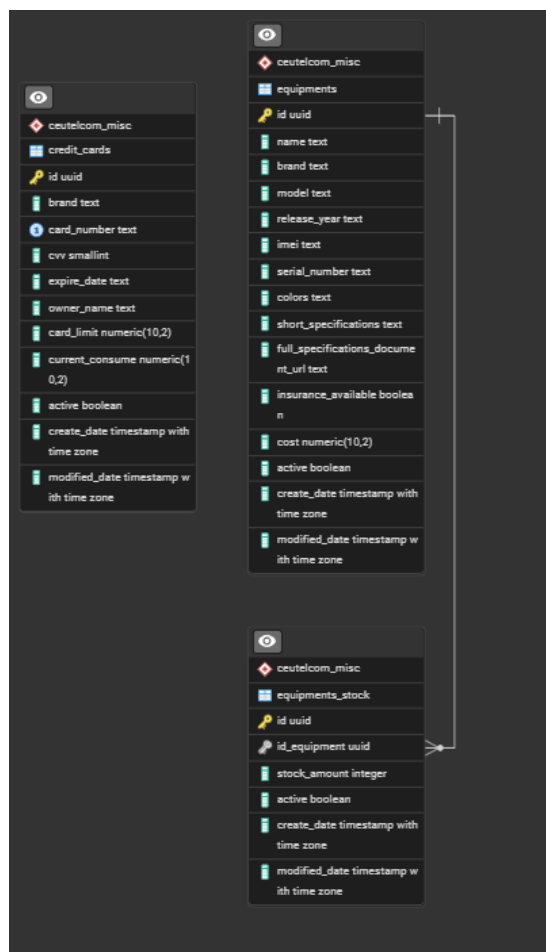 ceutelcom_misc
credit_cards
id uuid
brand text
1
card_number text
cvv smallint
expire_date text
owner_name text
card_limit numeric(10,2)
current_consume numeric(1
0,2)
active boolean
create_date timestamp with
time zone
modified_date timestamp w
ith time zone
ceutelcom_misc
equipments
id uuid
name text
brand text
model text
release_year text
imei text
serial_number text
colors text
short_specifications text
full_specifications_docume
nt_url text
insurance_available boolea
n
cost numeric(10,2)
active boolean
create_date timestamp with
time zone
modified_date timestamp w
ith time zone
ceutelcom_misc
equipments_stock
id uuid
id_equipment uuid
stock_amount integer
active boolean
create_date timestamp with
time zone
modified_date timestamp w
ith time zone